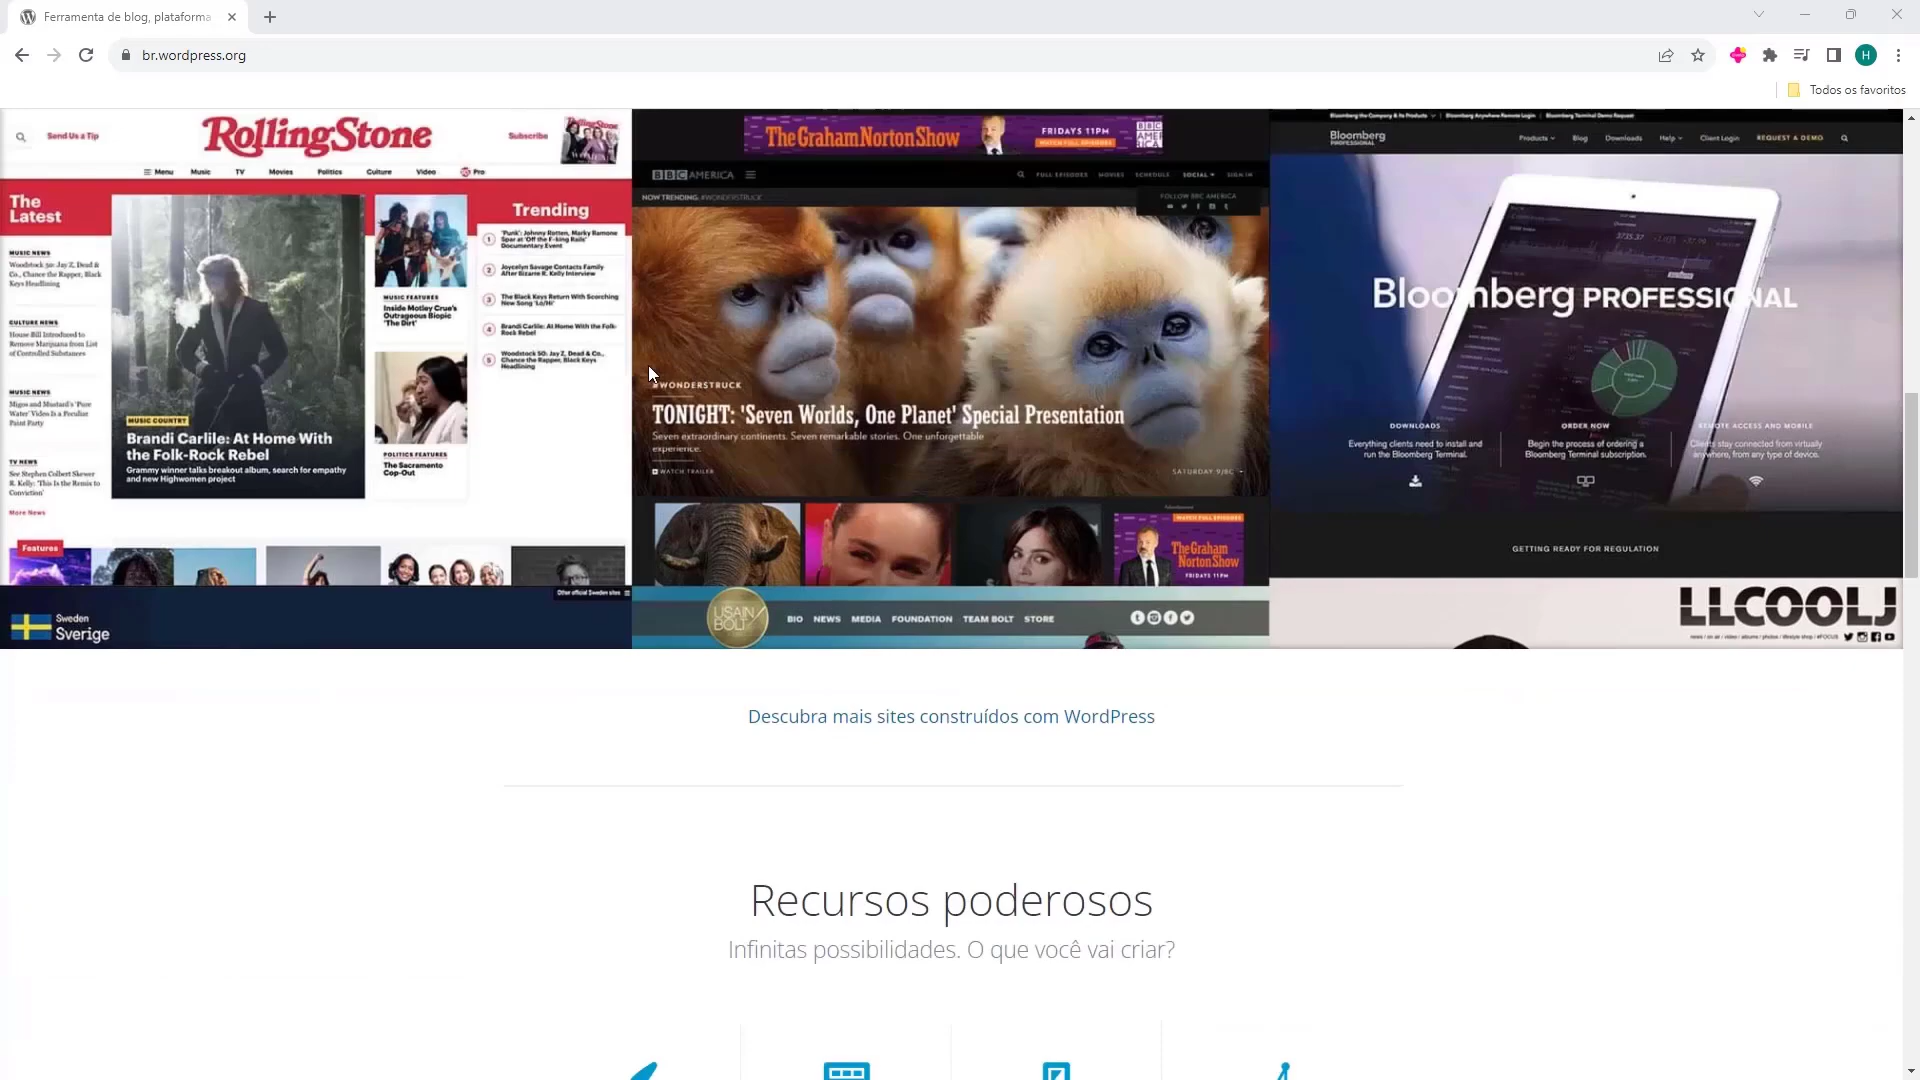 Ferramenta de blog, plataforma
br.wordpress.org
Todos os favoritos
Send Us a Tip
RollingStone
Subscribe
Menu Music TV Movies Politics Culture Video Pro
The
Latest
MUSIC NEWS
Woodstock 50: Jay Z, Dead &
Co., Chance the Rapper, Black
Keys Headlining
CULTURE NEWS
House Bill Introduced to
Remove Marijuana from List
of Controlled Substances
MUSIC NEWS
Migos and Mustard's 'Pure
Water' Video Is a Peculiar
Paint Party
TV NEWS
See Stephen Colbert Skewer
R. Kelly: 'This Is the Remix to
Conviction'
More News
Features
MUSIC COUNTRY
Brandi Carlile: At Home With
the Folk-Rock Rebel
Grammy winner talks breakout album, search for empathy
and new Highwomen project
MUSIC FEATURES
Inside Motley Crue's
Outrageous Biopic
'The Dirt'
POLITICS FEATURES
The Sacramento
Cop-Out
Trending
1 'Punk': Johnny Rotten, Marky Ramone
Spar at 'Off the F-king Rails'
Documentary Event
2 Joycelyn Savage Contacts Family
After Bizarre R. Kelly Interview
3 The Black Keys Return With Scorching
New Song 'Lo/Hi'
4 Brandi Carlile: At Home With the Folk-
Rock Rebel
5 Woodstock 50: Jay Z, Dead & Co.,
Chance the Rapper, Black Keys
Headlining
Other official Sweden sites
Sweden
Sverige
The Graham Norton Show
FRIDAYS 11PM
WATCH FULL EPISODES
BBC
AMERI
CA
BBC AMERICA
FULL EPISODES MOVIES SCHEDULE SOCIAL SIGN IN
NOW TRENDING: #WONDERSTRUCK
FOLLOW BBC AMERICA
#WONDERSTRUCK
TONIGHT: 'Seven Worlds, One Planet' Special Presentation
Seven extraordinary continents. Seven remarkable stories. One unforgettable
experience.
WATCH TRAILER
SATURDAY 9/8C
Advertisement
WATCH FULL EPISODES
The Graham
Norton Show
FRIDAYS 11PM
USAIN
BOLT
BIO NEWS MEDIA FOUNDATION TEAM BOLT STORE
Bloomberg the Company & Its Products Bloomberg Anywhere Remote Login Bloomberg Terminal Demo Request
Bloomberg
PROFESSIONAL
Products Blog Downloads Help Client Login REQUEST A DEMO
Bloomberg PROFESSIONAL
DOWNLOADS
Everything clients need to install and
run the Bloomberg Terminal.
ORDER NOW
Begin the process of ordering a
Bloomberg Terminal subscription.
REMOTE ACCESS AND MOBILE
Clients stay connected from virtually
anywhere, from any type of device.
GETTING READY FOR REGULATION
LLCOOLJ
Descubra mais sites construídos com WordPress
Recursos poderosos
Infinitas possibilidades. O que você vai criar?